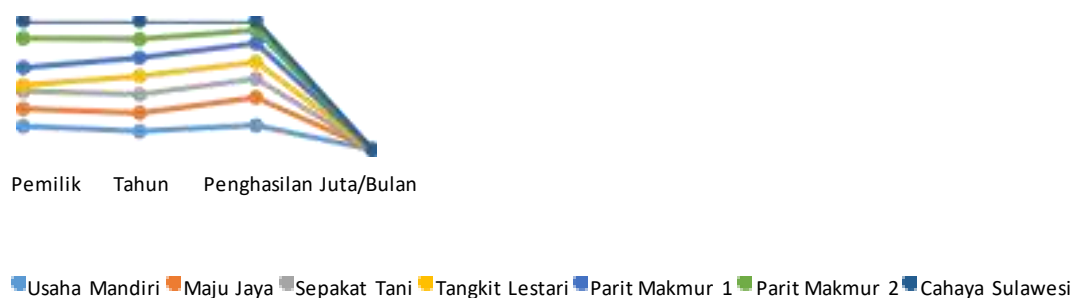 Pemilik Tahun Penghasilan Juta/Bulan
Usaha Mandiri Maju Jaya Sepakat Tani Tangkit Lestari Parit Makmur 1 Parit Makmur 2 Cahaya Sulawesi